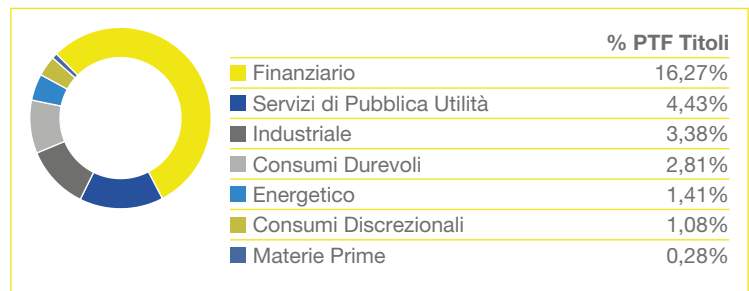 % PTF Titoli
Finanziario 16,27%
Servizi di Pubblica Utilità 4,43%
Industriale 3,38%
Consumi Durevoli 2,81%
Energetico 1,41%
Consumi Discrezionali 1,08%
Materie Prime 0,28%